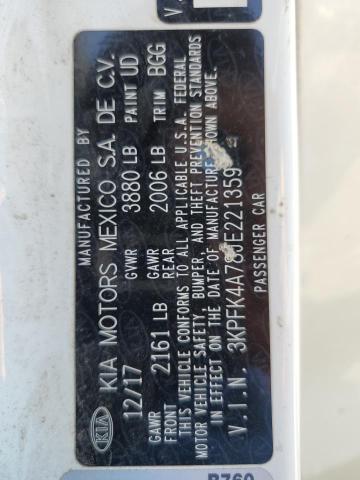 MANUFACTURED BY
KIA KIA MOTORS MEXICO S.A. DE C.V.
12/17 GVWR 3880 LB PAINT UD
GAWR FRONT 2161 LB GAWR REAR 2006 LB TRIM BGG
THIS VEHICLE CONFORMS TO ALL APPLICABLE U.S.A. FEDERAL
MOTOR VEHICLE SAFETY, BUMPER, AND THEFT PREVENTION STANDARDS
IN EFFECT ON THE DATE OF MANUFACTURE SHOWN ABOVE.
V.I.N. 3KPFK4A78JE221359
PASSENGER CAR
B760
V.